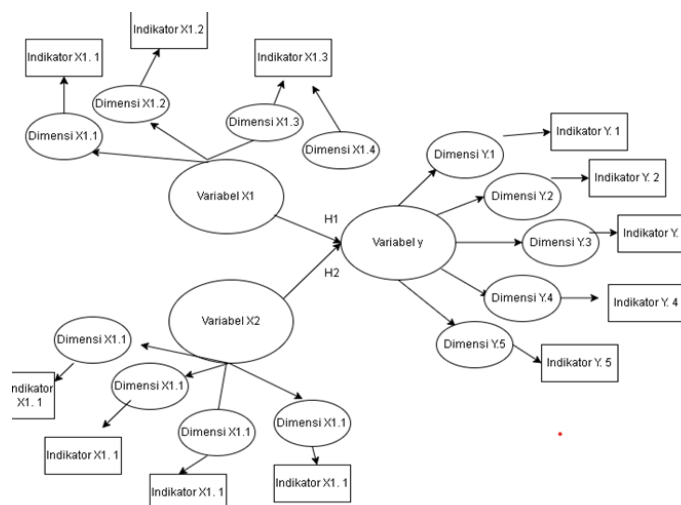 Indikator X1. 1
Indikator X1.2
Indikator X1.3
Dimensi X1.1
Dimensi X1.2
Dimensi X1.3
Dimensi X1.4
Variabel X1
H1
Variabel y
H2
Variabel X2
Dimensi Y.1
Indikator Y. 1
Dimensi Y.2
Indikator Y. 2
Dimensi Y.3
Indikator Y.
Dimensi Y.4
Indikator Y. 4
Dimensi Y.5
Indikator Y. 5
Dimensi X1.1
Indikator
X1. 1
Dimensi X1.1
Indikator X1. 1
Dimensi X1.1
Indikator X1. 1
Dimensi X1.1
Indikator X1. 1